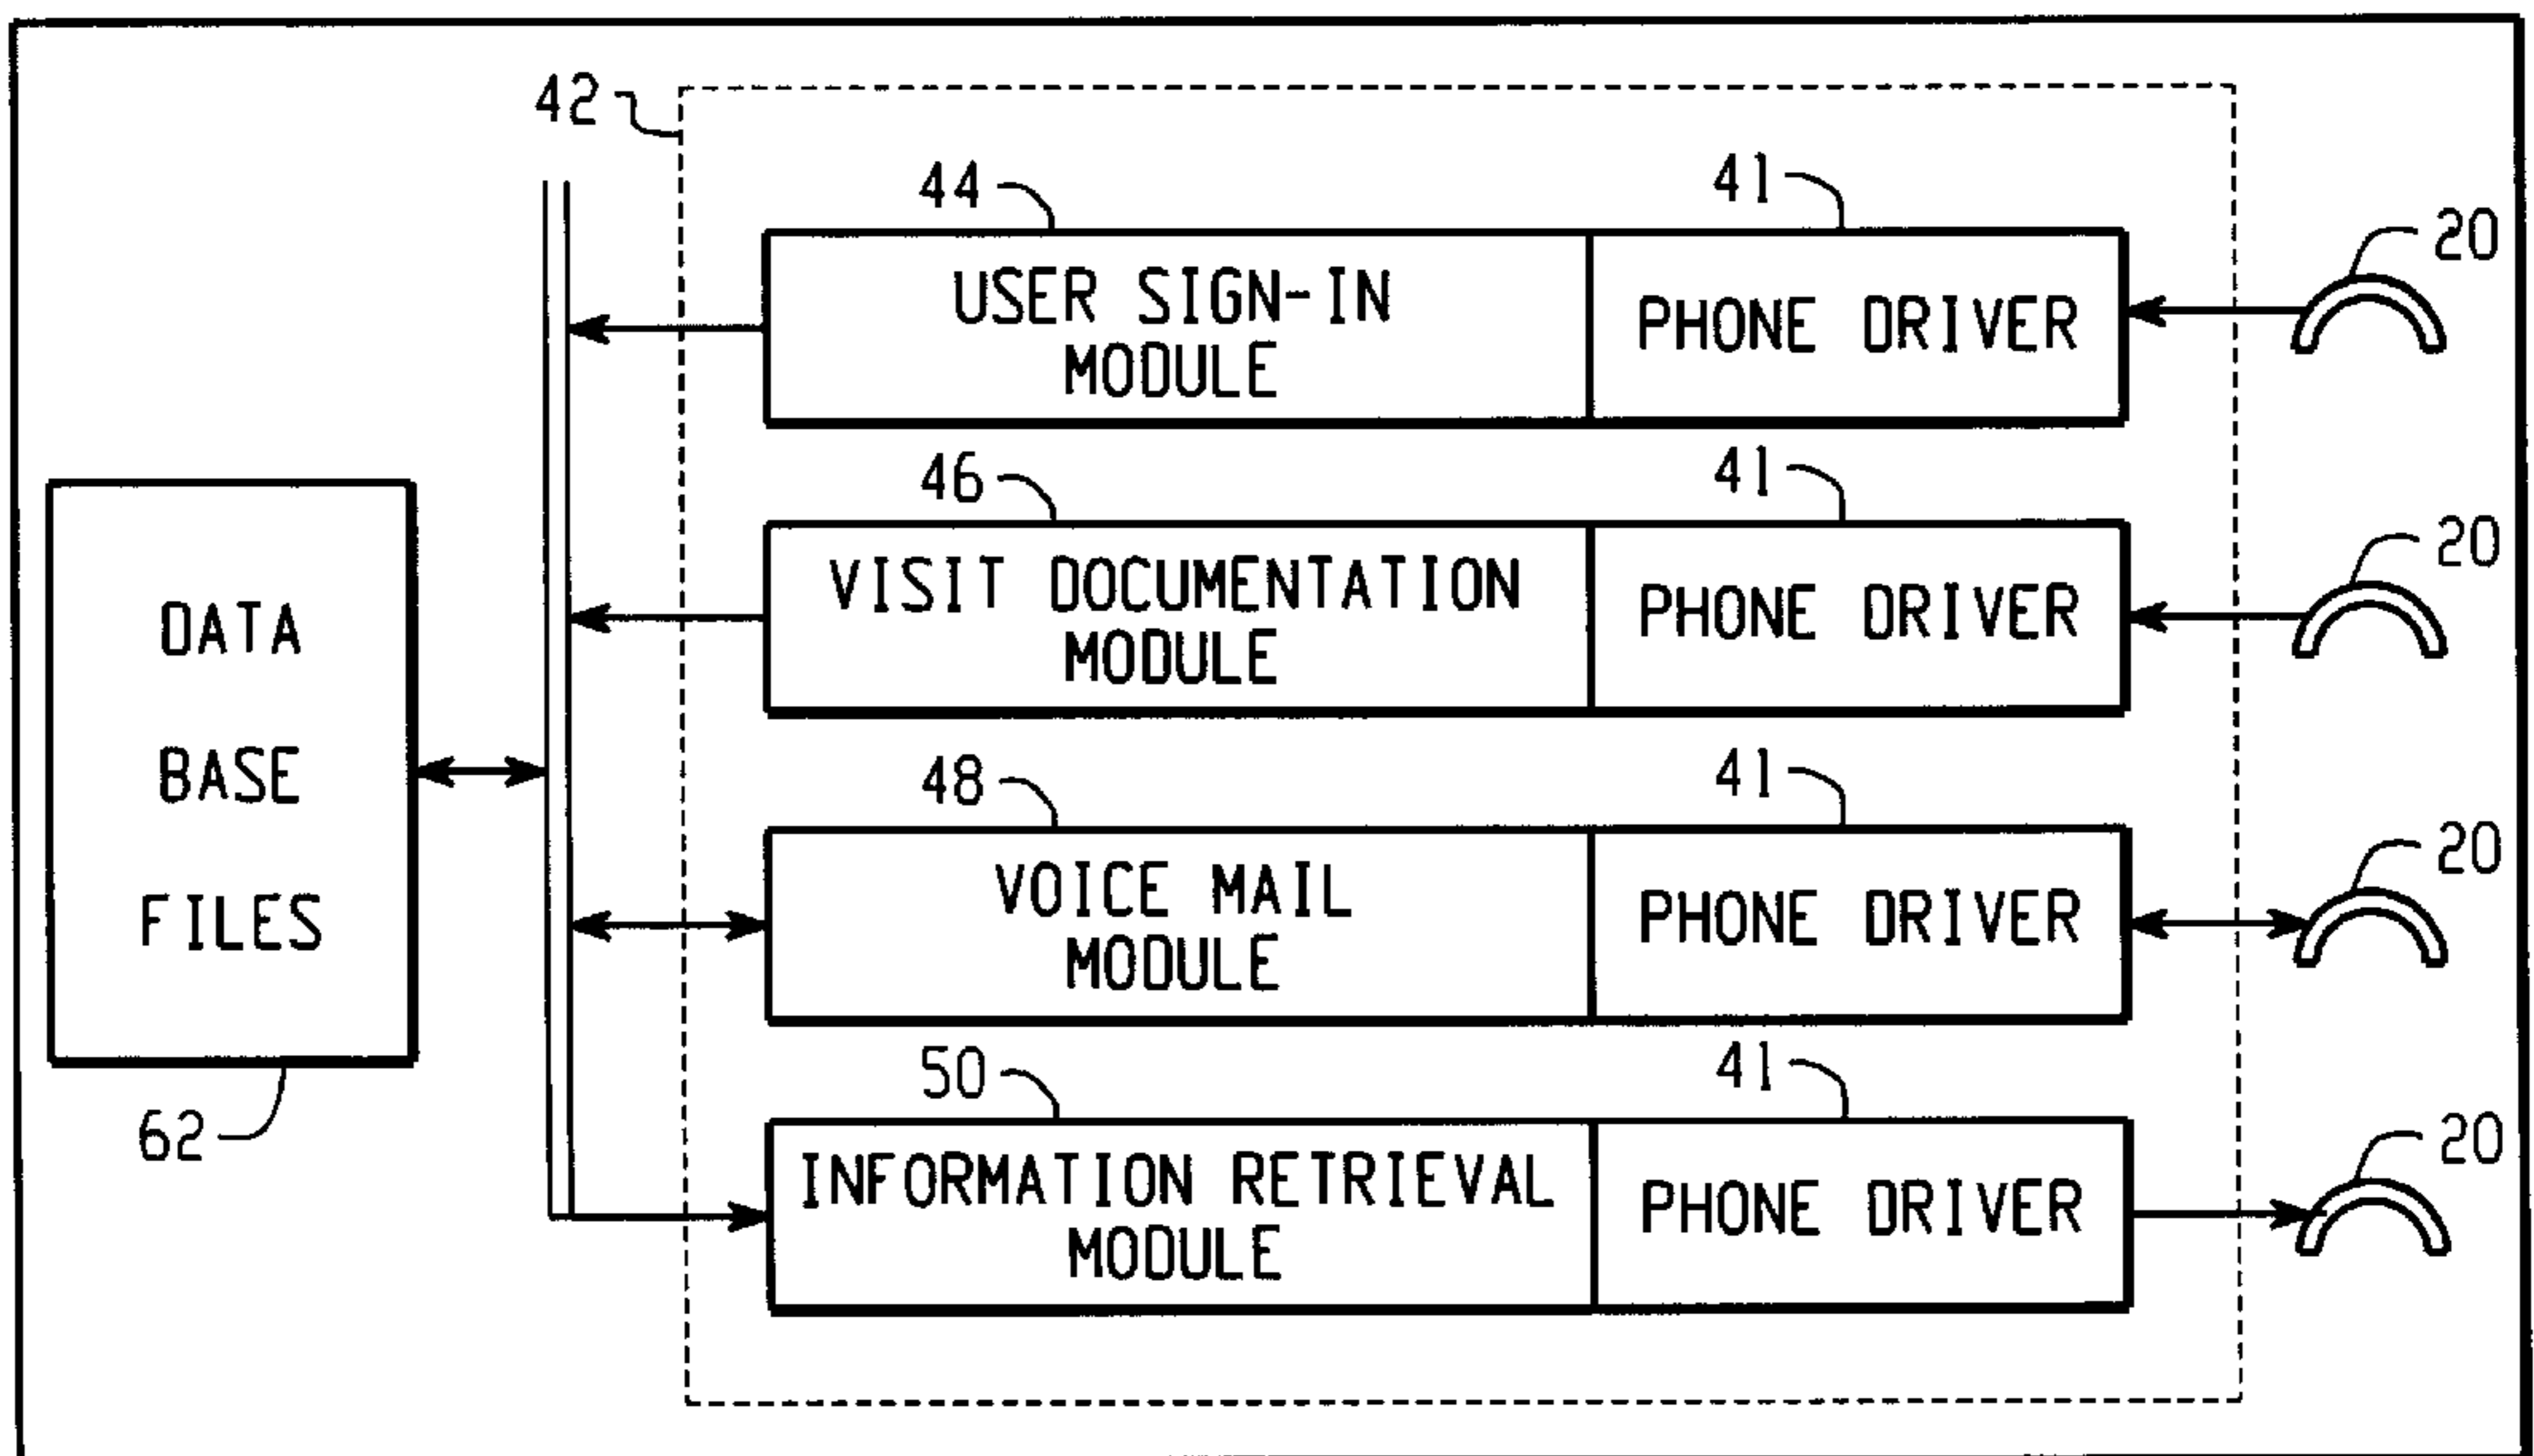 42
44
41
20
USER SIGN-IN
MODULE
PHONE DRIVER
46
41
20
VISIT DOCUMENTATION
MODULE
PHONE DRIVER
DATA
BASE
FILES
62
48
41
20
VOICE MAIL
MODULE
PHONE DRIVER
50
41
20
INFORMATION RETRIEVAL
MODULE
PHONE DRIVER